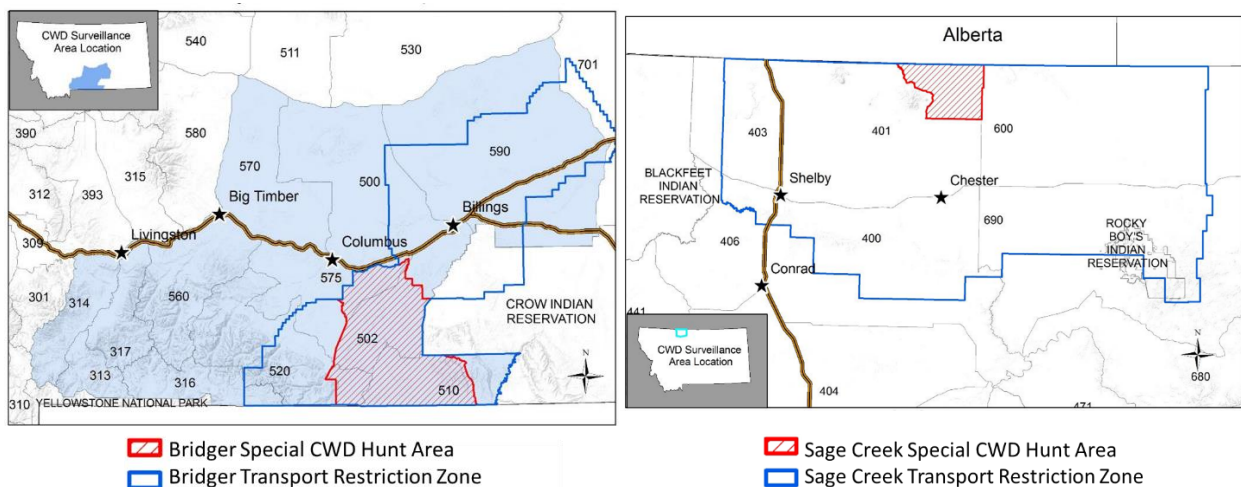 CWD Surveillance
Area Location
540
511
530
701
390
580
590
570
315
500
312
393
Big Timber
Billings
Livingston
309
Columbus
575
301
314
560
CROW INDIAN
RESERVATION
502
317
313
316
520
510
310
YELLOWSTONE NATIONAL PARK
N
Bridger Special CWD Hunt Area
Bridger Transport Restriction Zone
Alberta
403
401
600
BLACKFEET
INDIAN
RESERVATION
Shelby
Chester
690
406
400
ROCKY
BOY'S
INDIAN
RESERVATION
Conrad
441
CWD Surveillance
Area Location
N
680
404
471
Sage Creek Special CWD Hunt Area
Sage Creek Transport Restriction Zone